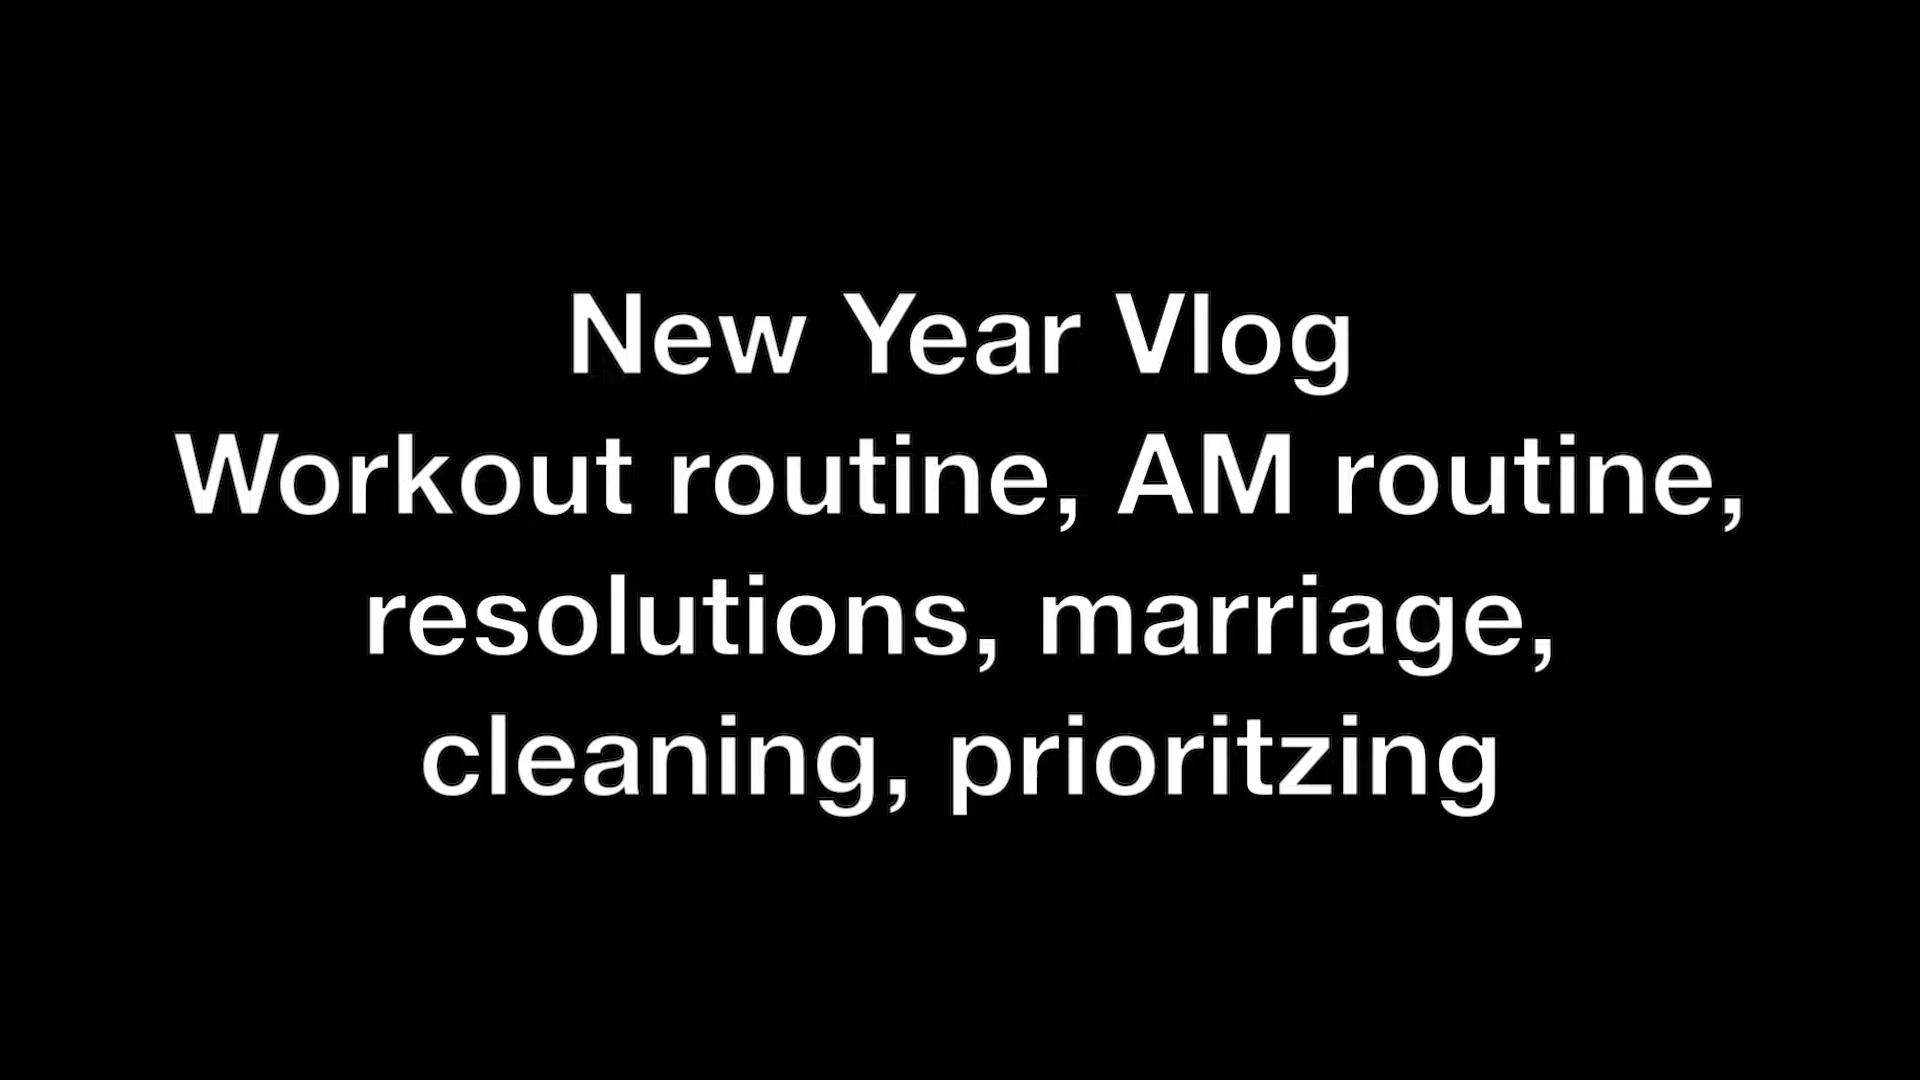 New Year Vlog
Workout routine, AM routine,
resolutions, marriage,
cleaning, prioritzing